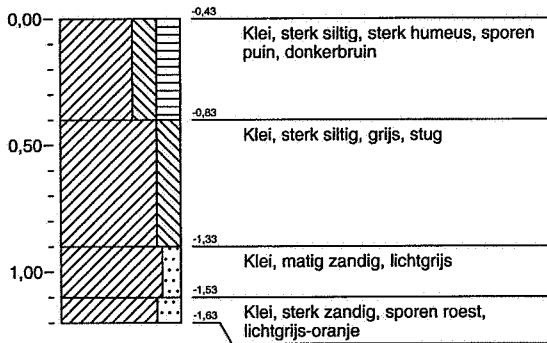 0,00
-0,43
Klei, sterk siltig, sterk humeus, sporen
puin, donkerbruin
-0,83
0,50
Klei, sterk siltig, grijs, stug
-1,33
1,00
Klei, matig zandig, lichtgrijs
-1,53
Klei, sterk zandig, sporen roest,
lichtgrijs-oranje
-1,63